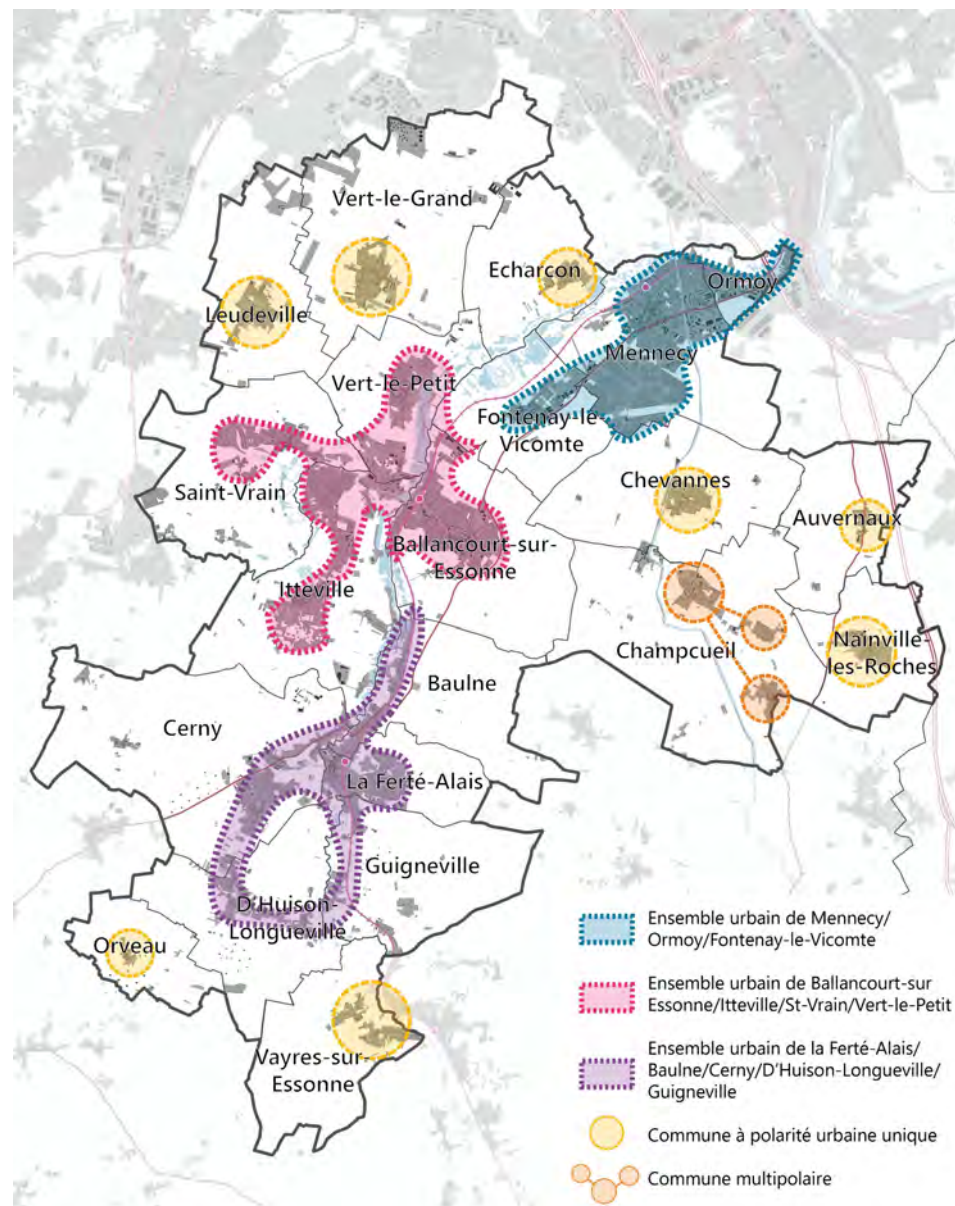 Vert-le-Grand
Echarcon
Leudeville
Ormoy
Mennecy
Vert-le-Petit
Fontenay-le-
Vicomte
Saint-Vrain
Chevannes
Auvernaux
Ballancourt-sur-
Essonne
Itteville
Champcueil
Nainville-
les-Roches
Baulne
Cerny
La Ferté-Alais
Guigneville
D'Huison-
Longueville
Orveau
Vayres-sur-
Essonne
Ensemble urbain de Mennecy/
Ormoy/Fontenay-le-Vicomte
Ensemble urbain de Ballancourt-sur
Essonne/Itteville/St-Vrain/Vert-le-Petit
Ensemble urbain de la Ferté-Alais/
Baulne/Cerny/D'Huison-Longueville/
Guigneville
Commune à polarité urbaine unique
Commune multipolaire